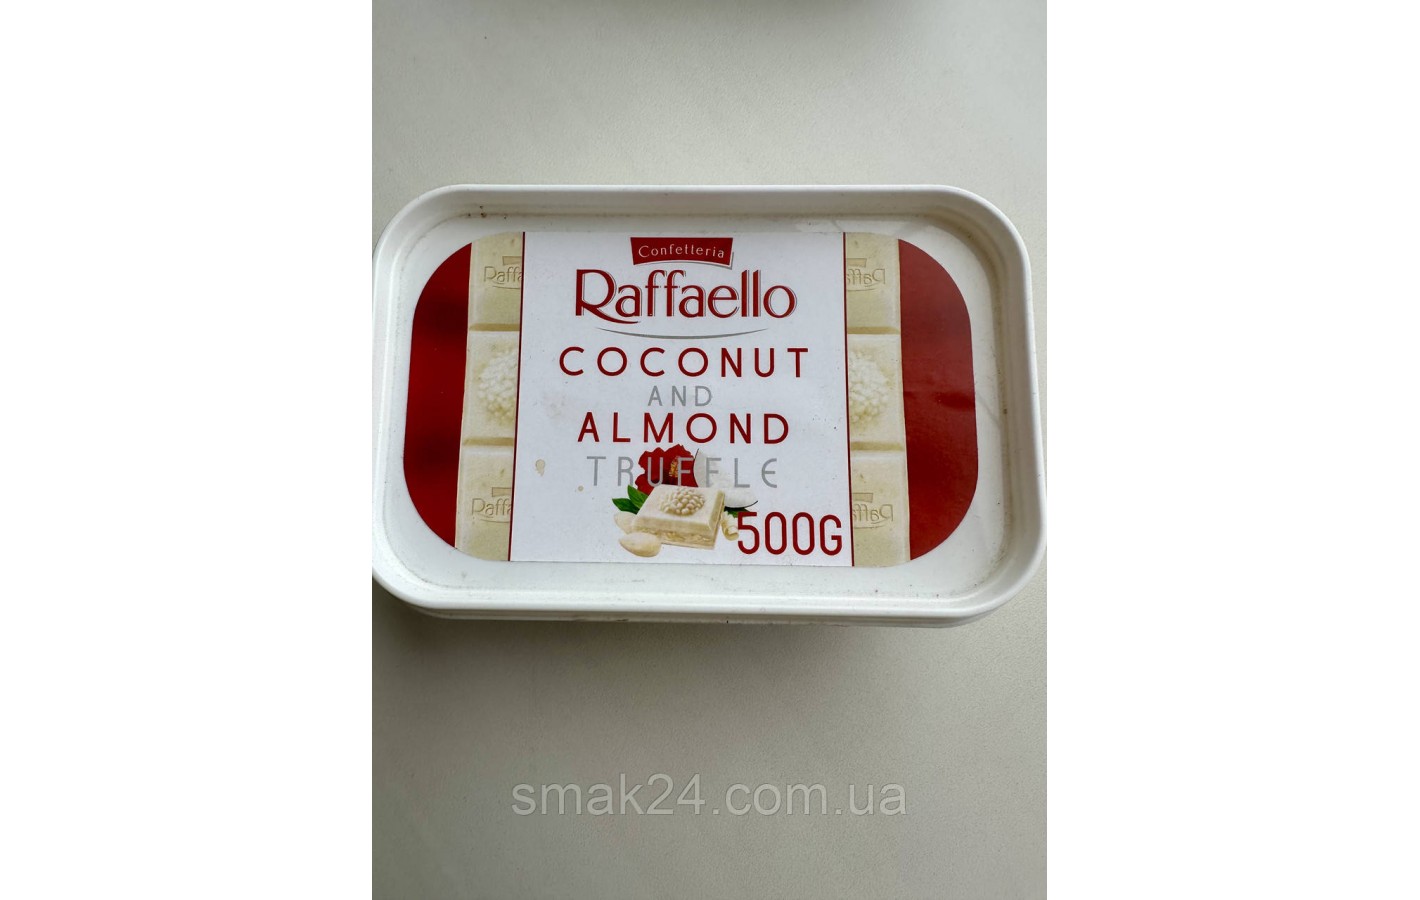 Confetteria
Raffaello
COCONUT
AND
ALMOND
TRUFFLE
500G
smak24.com.ua